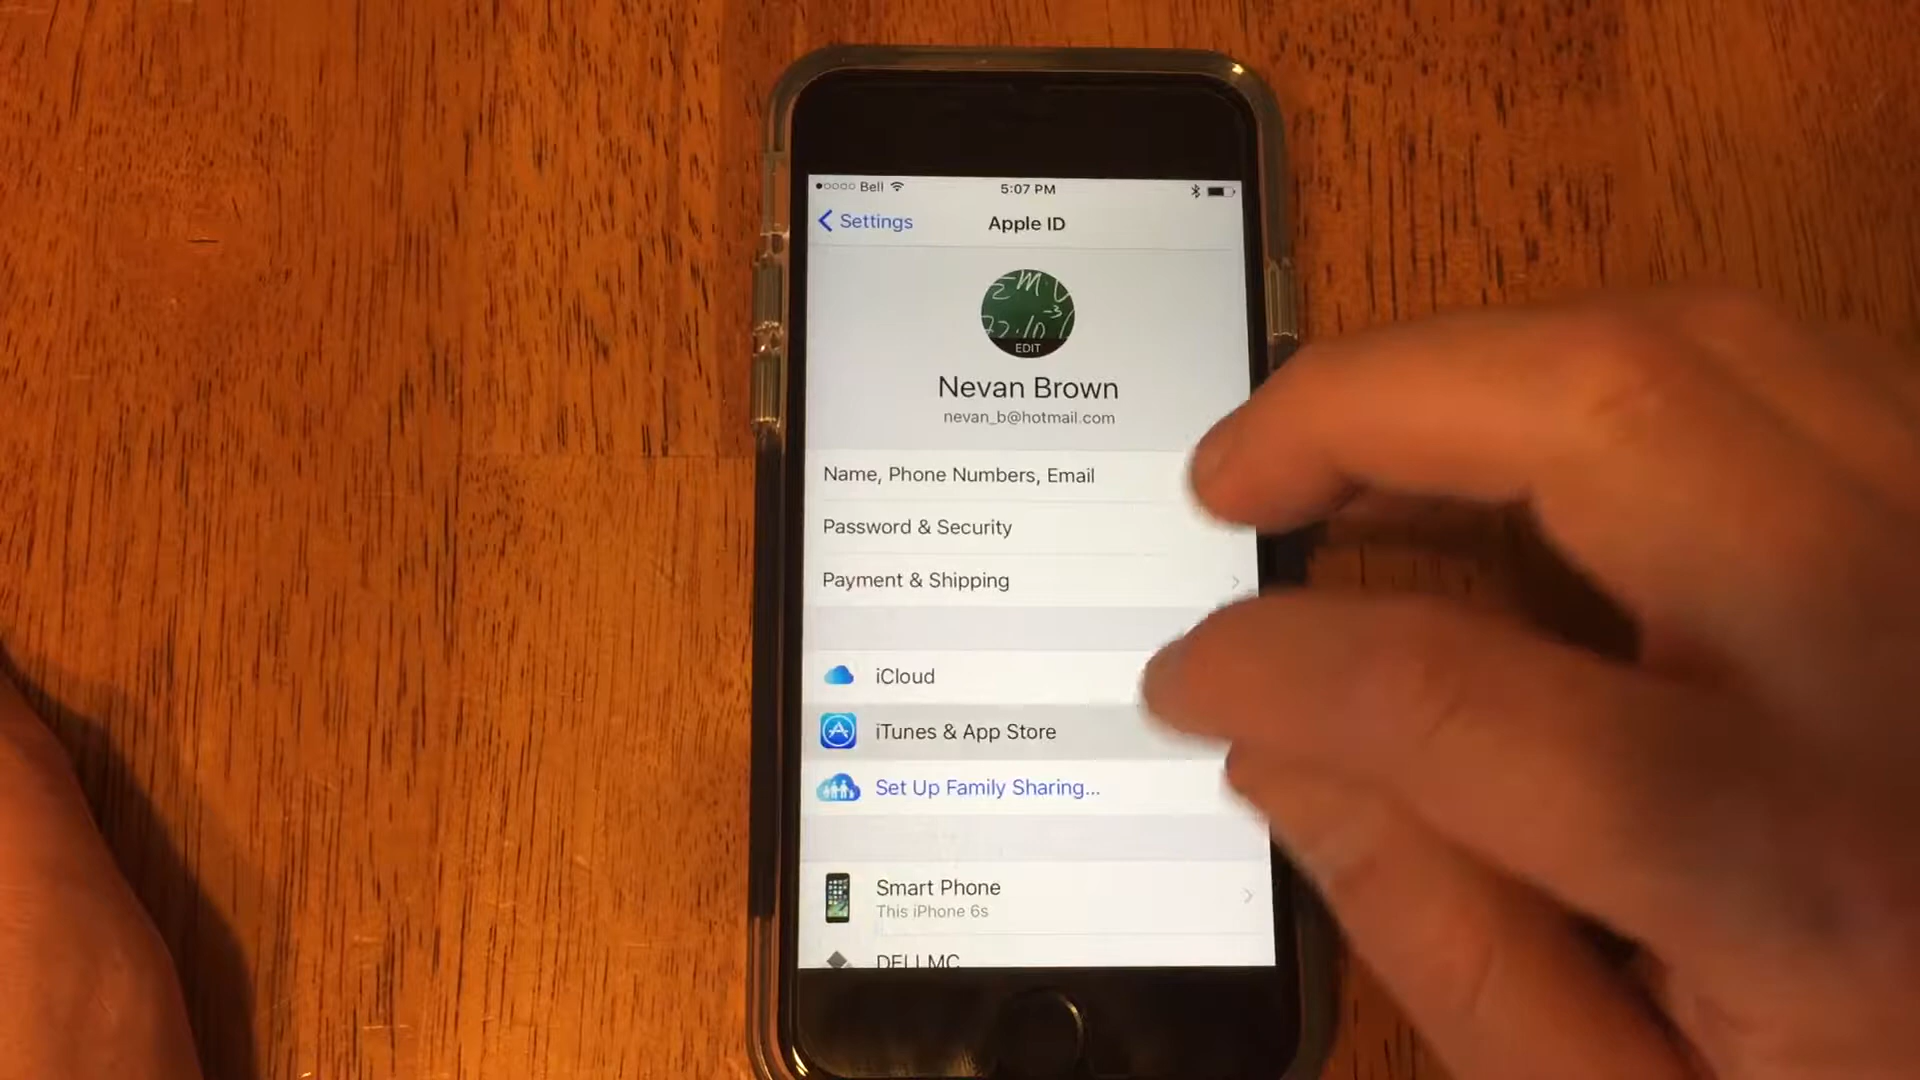 Bell 5:07 PM
Settings Apple ID
EDIT
Nevan Brown
nevan_b@hotmail.com
Name, Phone Numbers, Email
Password & Security
Payment & Shipping
iCloud
iTunes & App Store
Set Up Family Sharing...
Smart Phone
This iPhone 6s